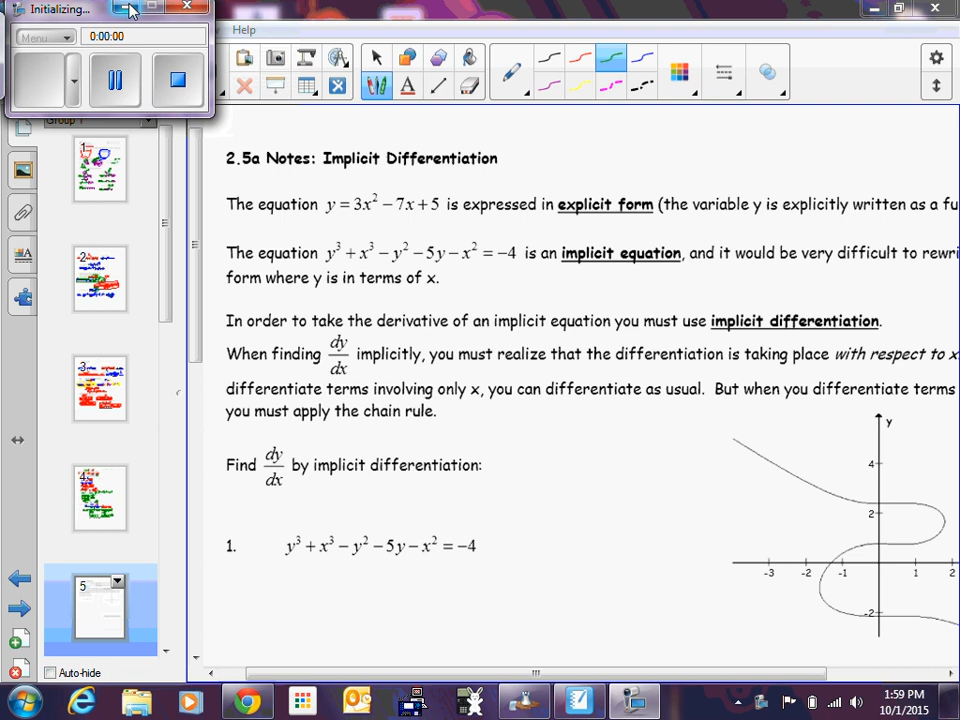 Initializing...
Menu
0:00:00
Help
Group 1
1
2
3
4
5
Auto-hide
2.5a Notes: Implicit Differentiation
The equation y = 3x² − 7x + 5 is expressed in explicit form (the variable y is explicitly written as a fu
The equation y³ + x³ − y² − 5y − x² = −4 is an implicit equation, and it would be very difficult to rewri
form where y is in terms of x.
In order to take the derivative of an implicit equation you must use implicit differentiation.
When finding dy/dx implicitly, you must realize that the differentiation is taking place with respect to x
differentiate terms involving only x, you can differentiate as usual. But when you differentiate terms
you must apply the chain rule.
Find dy/dx by implicit differentiation:
1. y³ + x³ − y² − 5y − x² = −4
y
4
2
-3 -2 -1 1 2
-2
1:59 PM
10/1/2015